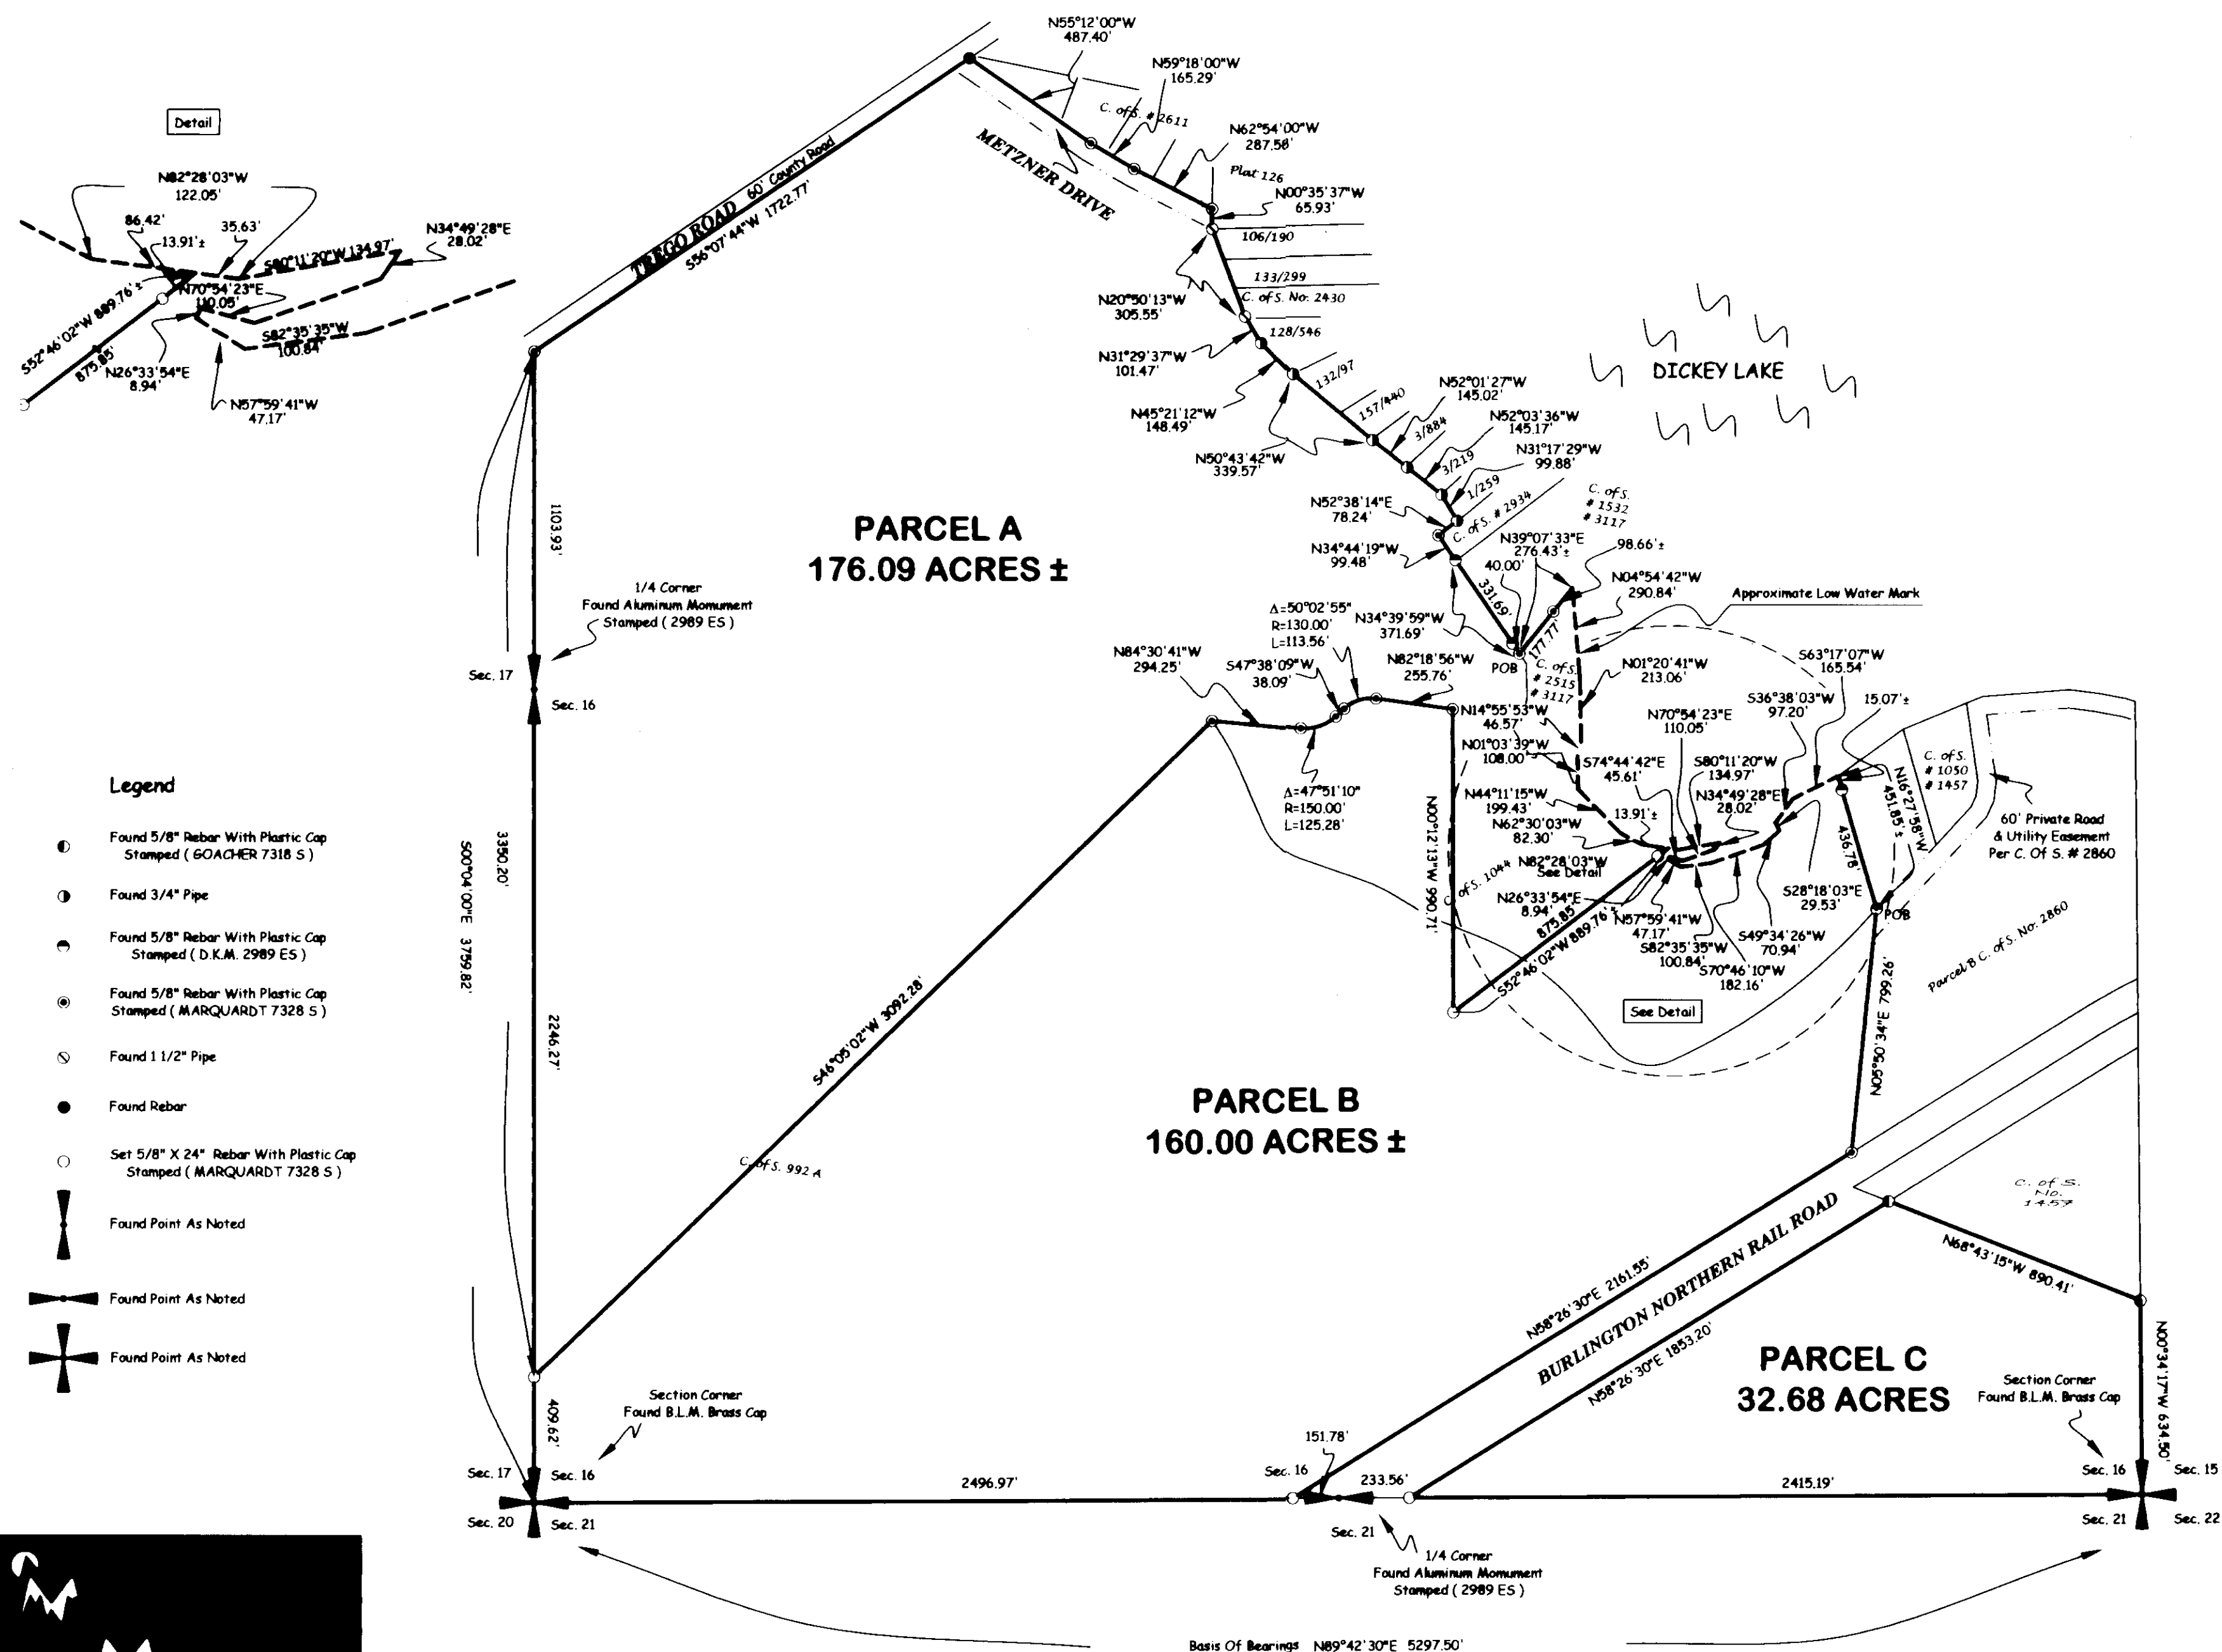 Detail
N82°28'03"W
122.05'
86.42'
13.91'±
35.63'
N34°49'28"E
28.02'
S80°11'20"W 134.97'
N70°54'23"E
110.05'
S52°46'02"W 889.76'±
875.85'
S82°35'35"W
100.84'
N26°33'54"E
8.94'
N57°59'41"W
47.17'
N55°12'00"W
487.40'
N59°18'00"W
165.29'
C. of S. # 2611
N62°54'00"W
287.58'
Plat 126
METZNER DRIVE
N00°35'37"W
65.93'
106/190
TREGO ROAD 60' County Road
S56°07'44"W 1722.77'
133/299
C. of S. No. 2430
N20°50'13"W
305.55'
128/546
N31°29'37"W
101.47'
132/97
N45°21'12"W
148.49'
157/440
N52°01'27"W
145.02'
3/884
N52°03'36"W
145.17'
N50°43'42"W
339.57'
3/219
N31°17'29"W
99.88'
1/259
DICKEY LAKE
N52°38'14"E
78.24'
C. of S. # 2934
C. of S.
# 1532
# 3117
N34°44'19"W
99.48'
N39°07'33"E
276.43'±
98.66'±
40.00'
331.69'
N04°54'42"W
290.84'
Approximate Low Water Mark
PARCEL A
176.09 ACRES ±
1103.93'
1/4 Corner
Found Aluminum Momument
Stamped ( 2989 ES )
Sec. 17
Sec. 16
Δ=50°02'55"
R=130.00'
L=113.56'
N34°39'59"W
371.69'
177.77'
POB
C. of S.
# 2515
# 3117
N84°30'41"W
294.25'
S47°38'09"W
38.09'
N82°18'56"W
255.76'
N01°20'41"W
213.06'
S63°17'07"W
165.54'
15.07'±
N14°55'53"W
46.57'
S36°38'03"W
97.20'
N70°54'23"E
110.05'
N01°03'39"W
108.00'
S74°44'42"E
45.61'
S80°11'20"W
134.97'
N34°49'28"E
28.02'
Δ=47°51'10"
R=150.00'
L=125.28'
N44°11'15"W
199.43'
13.91'±
N62°30'03"W
82.30'
N82°28'03"W
See Detail
N16°27'58"W
451.85'±
436.78'
C. of S.
# 1050
# 1457
60' Private Road
& Utility Easement
Per C. Of S. # 2860
N00°12'13"W 990.71'
C. of S. 1044
N26°33'54"E
8.94'
875.85'
S52°46'02"W 889.76'±
N57°59'41"W
47.17'
S82°35'35"W
100.84'
S28°18'03"E
29.53'
S49°34'26"W
70.94'
S70°46'10"W
182.16'
POB
Parcel B C. of S. No. 2860
See Detail
N05°50'34"E 799.26'
Legend
Found 5/8" Rebar With Plastic Cap
Stamped ( GOACHER 7318 S )
Found 3/4" Pipe
Found 5/8" Rebar With Plastic Cap
Stamped ( D.K.M. 2989 ES )
Found 5/8" Rebar With Plastic Cap
Stamped ( MARQUARDT 7328 S )
Found 1 1/2" Pipe
Found Rebar
Set 5/8" X 24" Rebar With Plastic Cap
Stamped ( MARQUARDT 7328 S )
Found Point As Noted
Found Point As Noted
Found Point As Noted
3350.20'
S00°04'00"E 3759.82'
2246.27'
409.62'
S46°05'02"W 3092.28'
C. of S. 992 A
PARCEL B
160.00 ACRES ±
C. of S.
No.
1457
N58°26'30"E 2161.55'
BURLINGTON NORTHERN RAIL ROAD
N58°26'30"E 1853.20'
N68°43'15"W 890.41'
PARCEL C
32.68 ACRES
N00°34'17"W 634.50'
Section Corner
Found B.L.M. Brass Cap
Section Corner
Found B.L.M. Brass Cap
Sec. 17
Sec. 16
Sec. 20
Sec. 21
2496.97'
Sec. 16
151.78'
233.56'
Sec. 21
2415.19'
Sec. 16
Sec. 15
Sec. 21
Sec. 22
1/4 Corner
Found Aluminum Momument
Stamped ( 2989 ES )
Basis Of Bearings N89°42'30"E 5297.50'